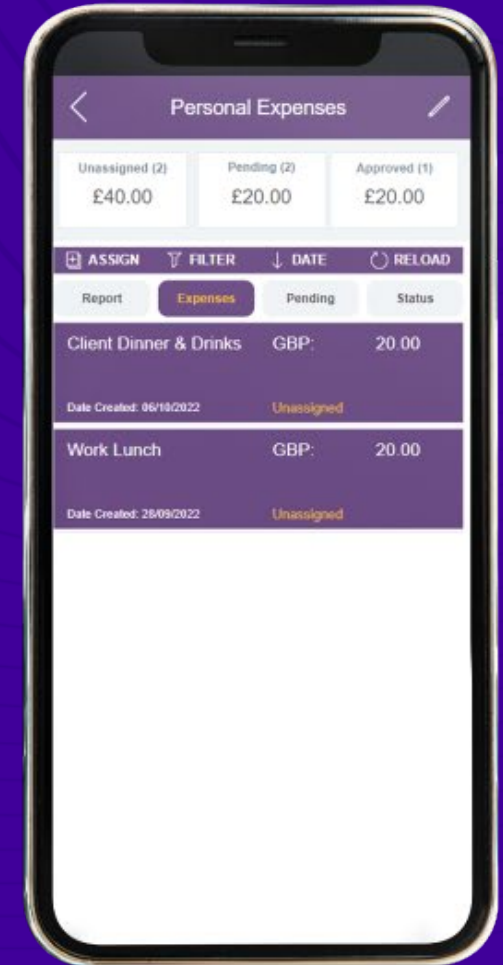 Personal Expenses
Unassigned (2) Pending (2) Approved (1)
£40.00 £20.00 £20.00
ASSIGN FILTER DATE RELOAD
Report Expenses Pending Status
Client Dinner & Drinks GBP: 20.00
Date Created: 06/10/2022 Unassigned
Work Lunch GBP: 20.00
Date Created: 28/09/2022 Unassigned